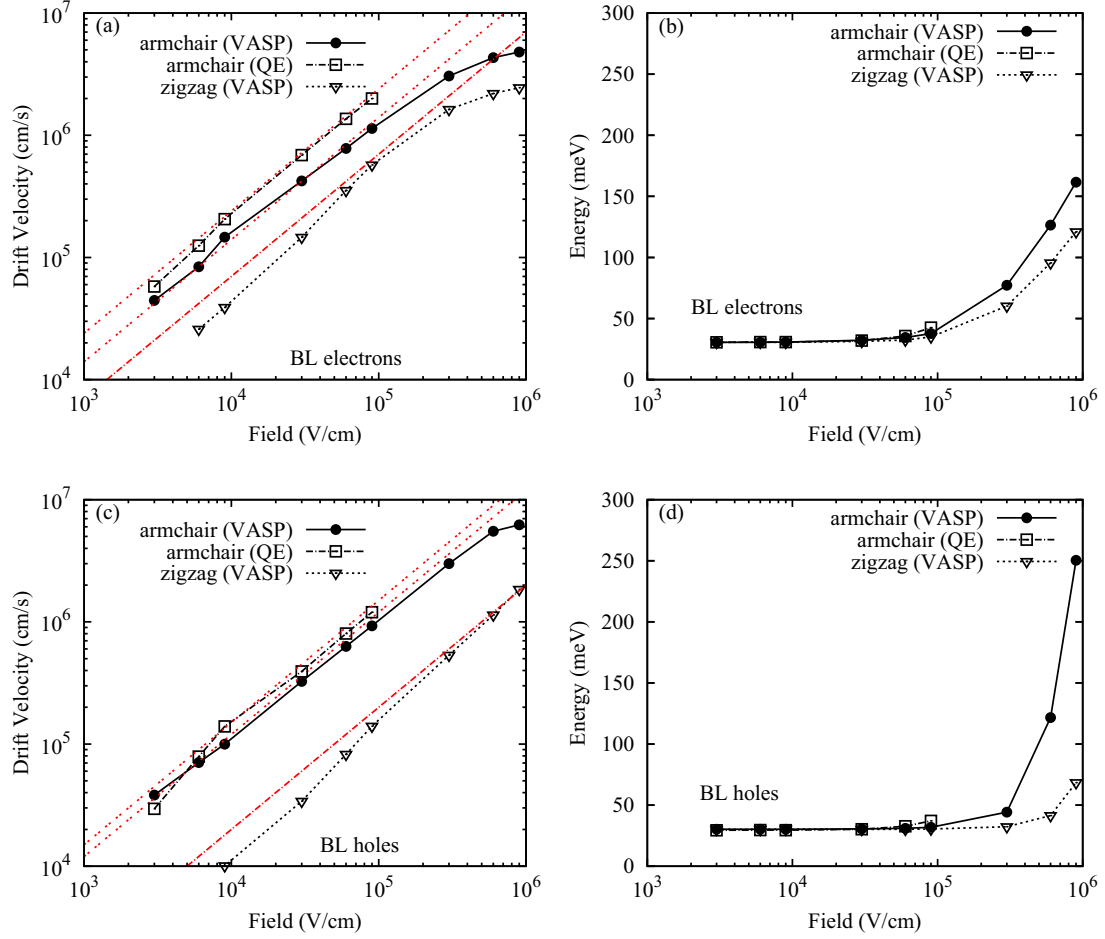 (a)
armchair (VASP)
armchair (QE)
zigzag (VASP)
BL electrons
Drift Velocity (cm/s)
10^7
10^6
10^5
10^4
10^3 10^4 10^5 10^6
Field (V/cm)
(b)
armchair (VASP)
armchair (QE)
zigzag (VASP)
BL electrons
Energy (meV)
300
250
200
150
100
50
0
10^3 10^4 10^5 10^6
Field (V/cm)
(c)
armchair (VASP)
armchair (QE)
zigzag (VASP)
BL holes
Drift Velocity (cm/s)
10^7
10^6
10^5
10^4
10^3 10^4 10^5 10^6
Field (V/cm)
(d)
armchair (VASP)
armchair (QE)
zigzag (VASP)
BL holes
Energy (meV)
300
250
200
150
100
50
0
10^3 10^4 10^5 10^6
Field (V/cm)